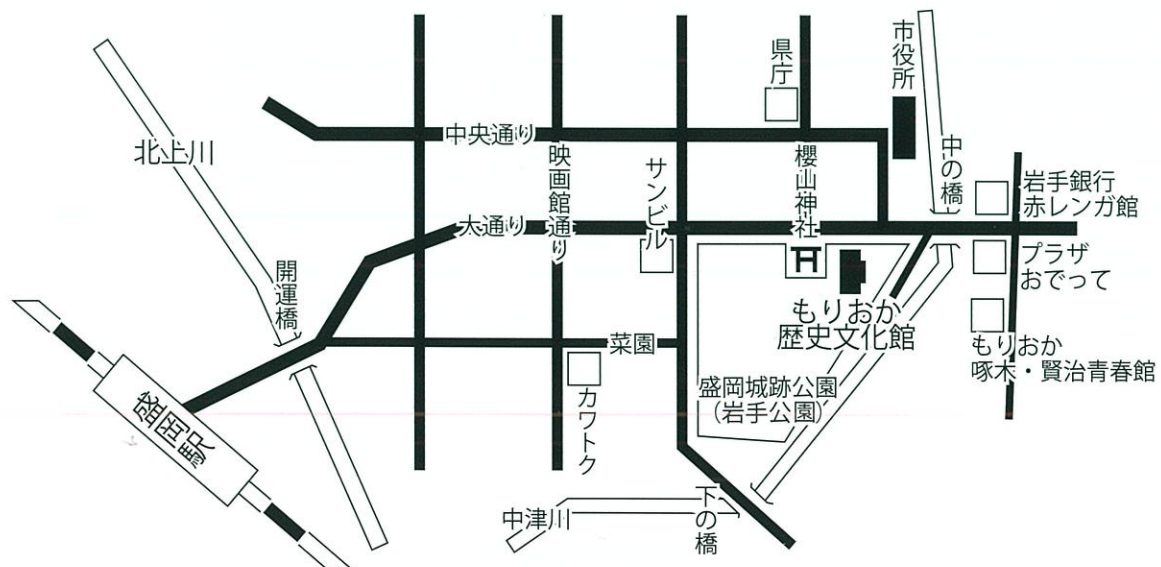 県庁
市役所
中央通り
北上川
映画館通り
サンビル
櫻山神社
中の橋
岩手銀行
赤レンガ館
大通り
プラザ
おでって
開運橋
もりおか
歴史文化館
菜園
もりおか
啄木・賢治青春館
盛岡城跡公園
（岩手公園）
カワトク
盛岡駅
中津川
下の橋